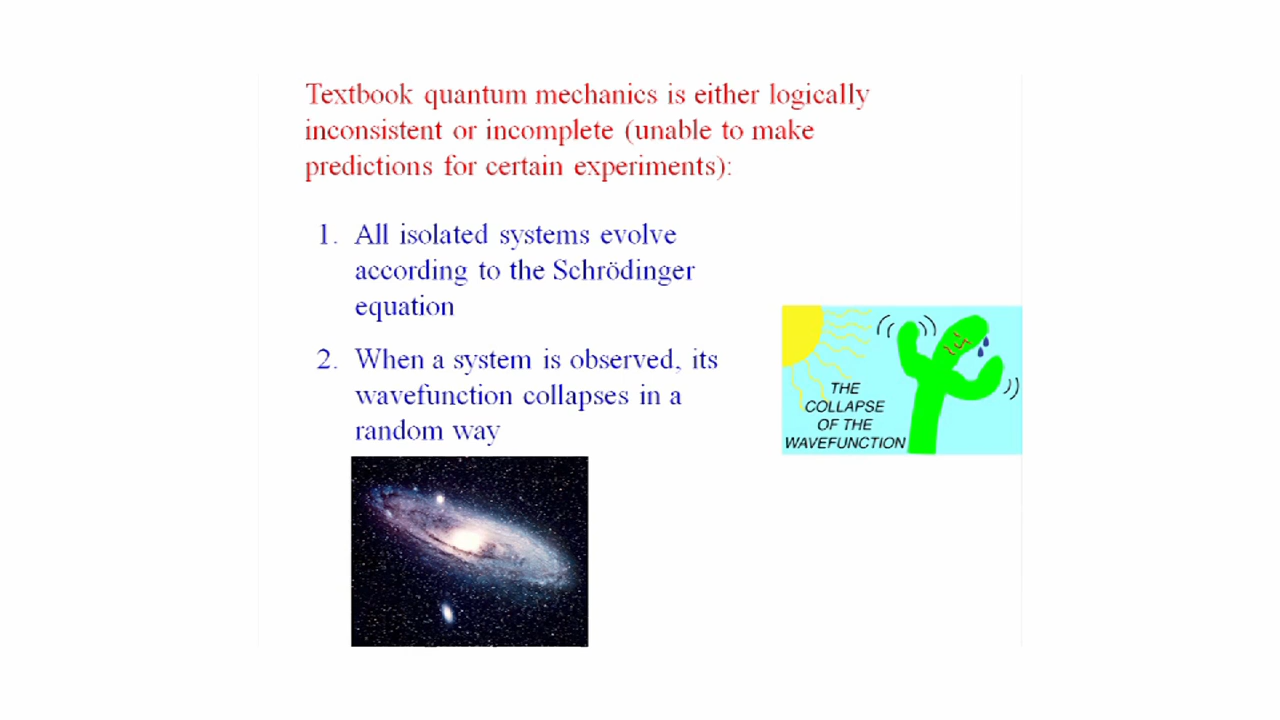 Textbook quantum mechanics is either logically
inconsistent or incomplete (unable to make
predictions for certain experiments):
1. All isolated systems evolve
according to the Schrödinger
equation
2. When a system is observed, its
wavefunction collapses in a
random way
THE
COLLAPSE
OF THE
WAVEFUNCTION